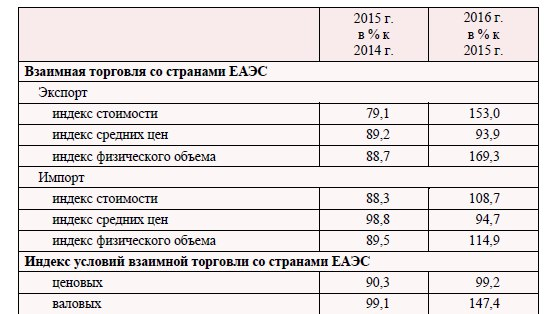 2015 г. 2016 г.
в % к в % к
2014 г. 2015 г.
Взаимная торговля со странами ЕАЭС
Экспорт
индекс стоимости 79,1 153,0
индекс средних цен 89,2 93,9
индекс физического объема 88,7 169,3
Импорт
индекс стоимости 88,3 108,7
индекс средних цен 98,8 94,7
индекс физического объема 89,5 114,9
Индекс условий взаимной торговли со странами ЕАЭС
ценовых 90,3 99,2
валовых 99,1 147,4